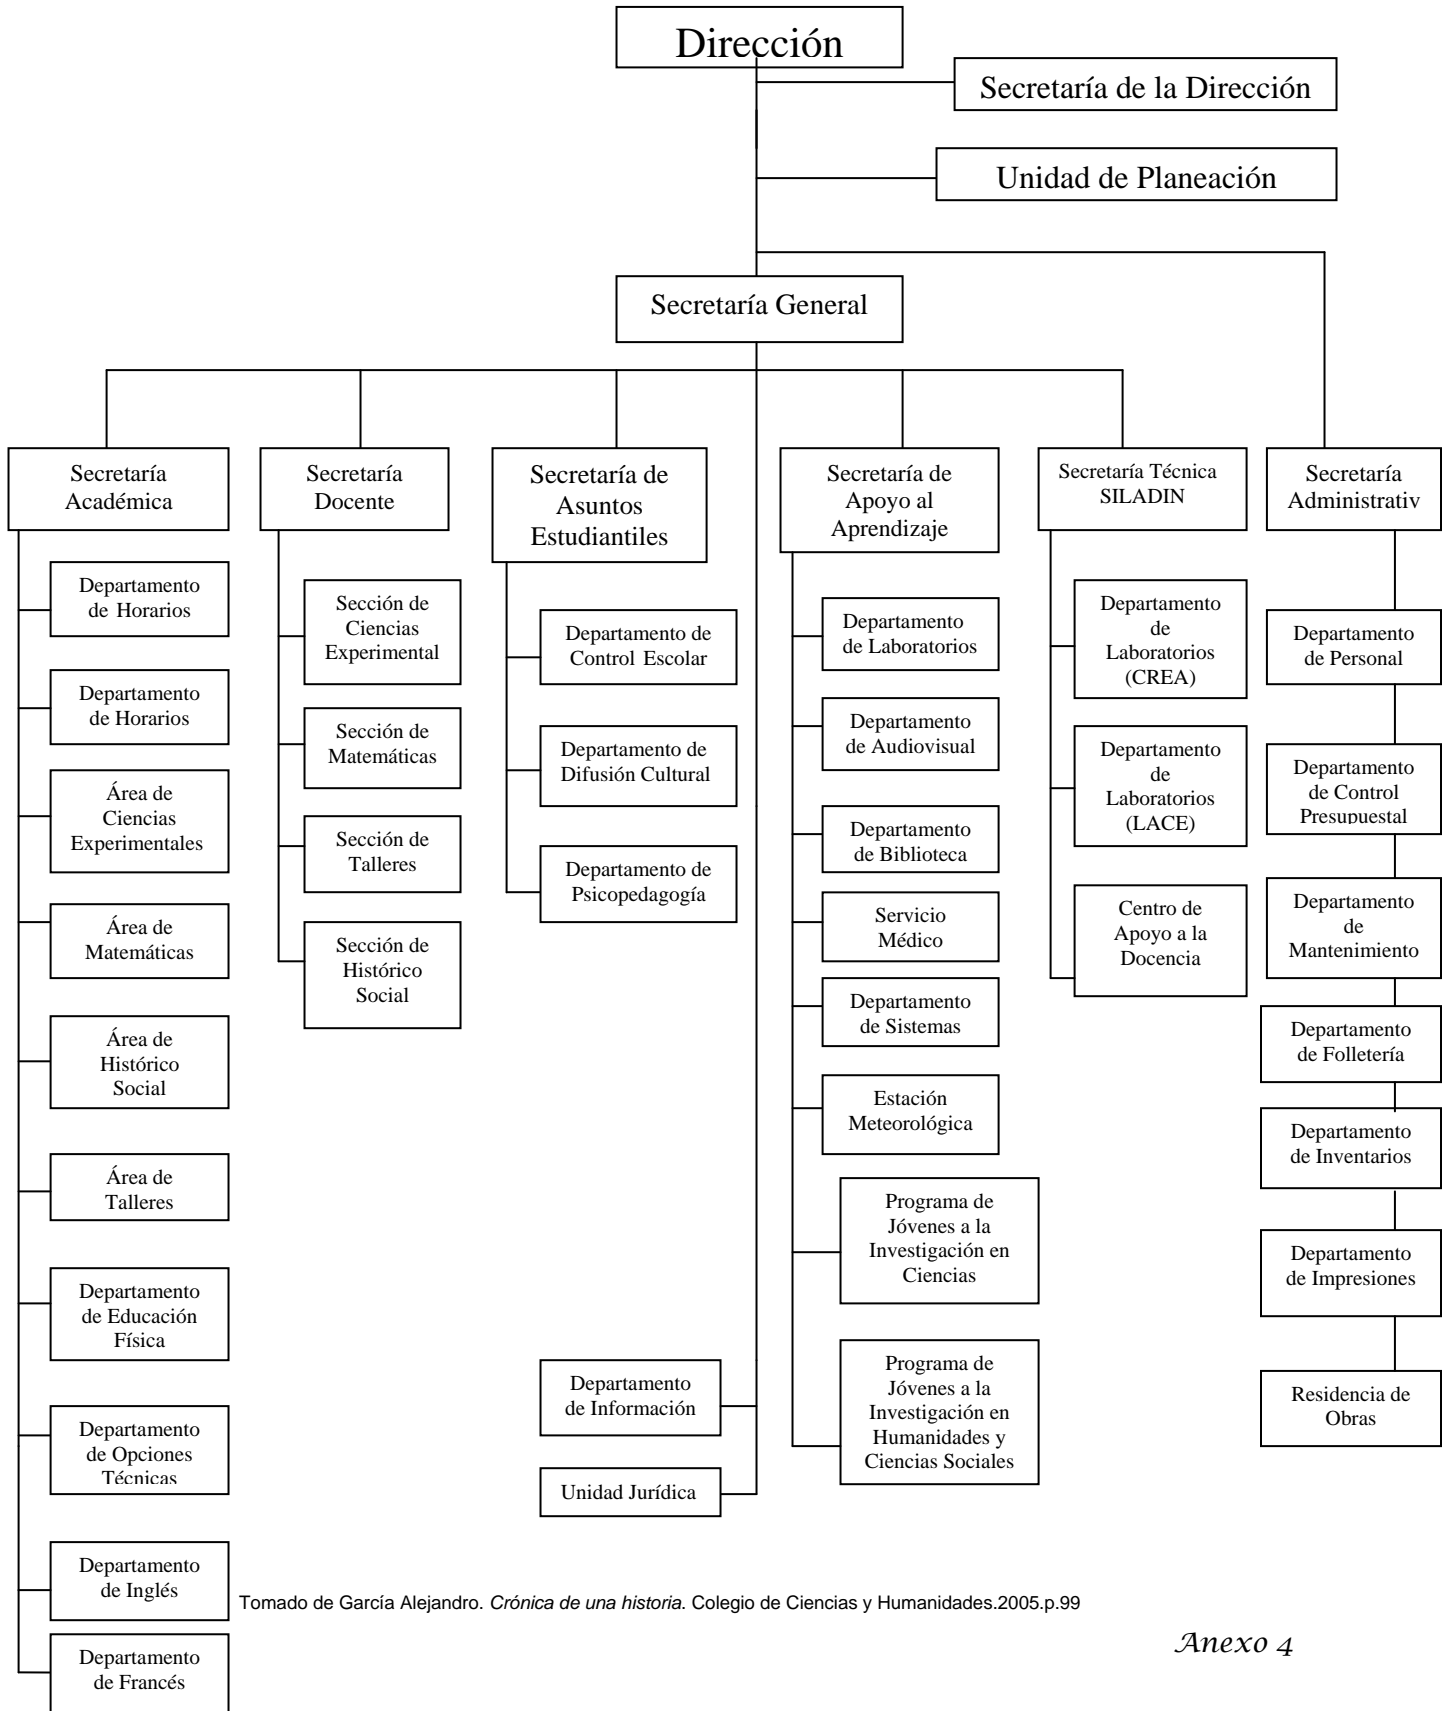 Dirección
Secretaría de la Dirección
Unidad de Planeación
Secretaría General
Secretaría
Académica
Departamento
de Horarios
Departamento
de Horarios
Área de
Ciencias
Experimentales
Área de
Matemáticas
Área de
Histórico
Social
Área de
Talleres
Departamento
de Educación
Física
Departamento
de Opciones
Técnicas
Departamento
de Inglés
Departamento
de Francés
Secretaría
Docente
Sección de
Ciencias
Experimental
Sección de
Matemáticas
Sección de
Talleres
Sección de
Histórico
Social
Secretaría de
Asuntos
Estudiantiles
Departamento de
Control Escolar
Departamento de
Difusión Cultural
Departamento de
Psicopedagogía
Departamento
de Información
Unidad Jurídica
Secretaría de
Apoyo al
Aprendizaje
Departamento
de Laboratorios
Departamento
de Audiovisual
Departamento
de Biblioteca
Servicio
Médico
Departamento
de Sistemas
Estación
Meteorológica
Programa de
Jóvenes a la
Investigación en
Ciencias
Programa de
Jóvenes a la
Investigación en
Humanidades y
Ciencias Sociales
Secretaría Técnica
SILADIN
Departamento
de
Laboratorios
(CREA)
Departamento
de
Laboratorios
(LACE)
Centro de
Apoyo a la
Docencia
Secretaría
Administrativ
Departamento
de Personal
Departamento
de Control
Presupuestal
Departamento
de
Mantenimiento
Departamento
de Folletería
Departamento
de Inventarios
Departamento
de Impresiones
Residencia de
Obras
Tomado de García Alejandro. Crónica de una historia. Colegio de Ciencias y Humanidades.2005.p.99
Anexo 4